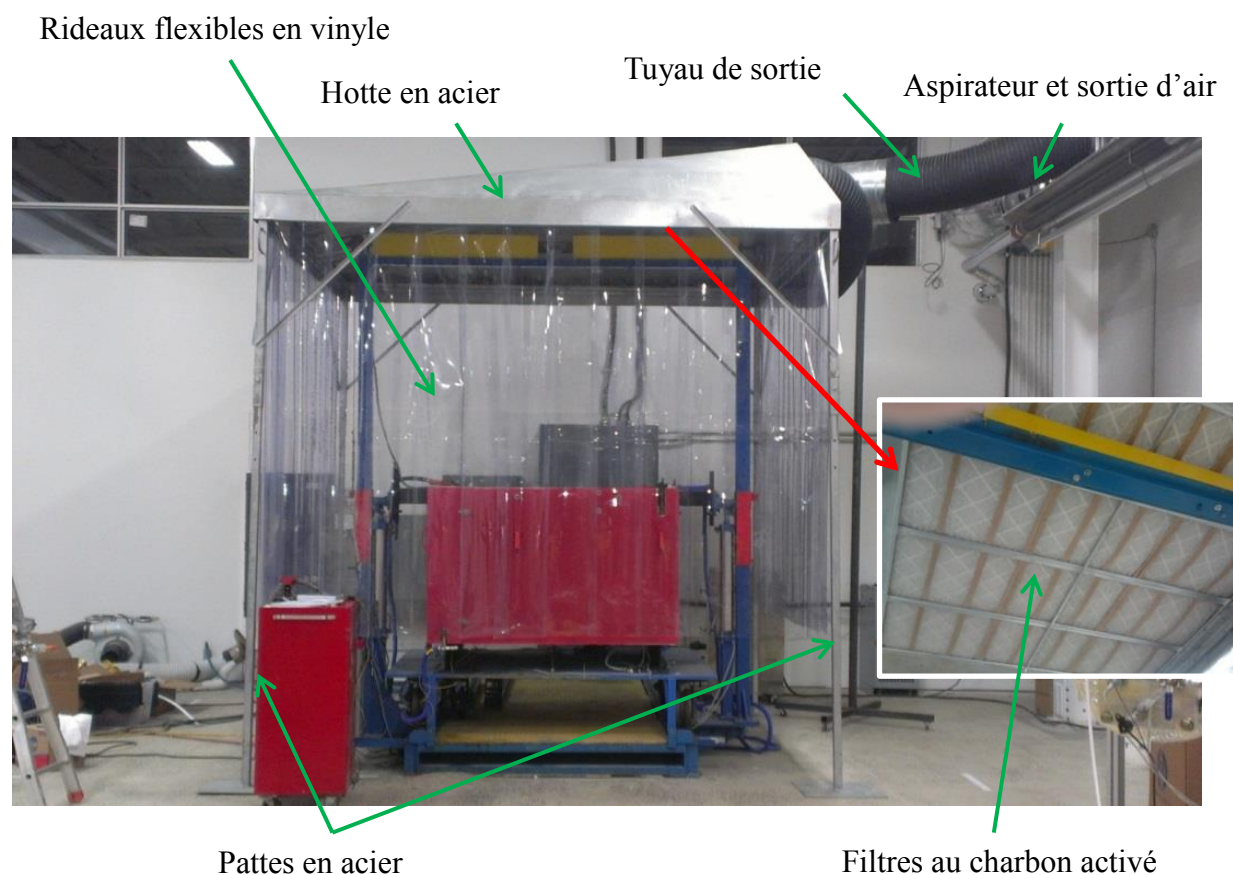 Rideaux flexibles en vinyle
Hotte en acier
Tuyau de sortie
Aspirateur et sortie d’air
Pattes en acier
Filtres au charbon activé